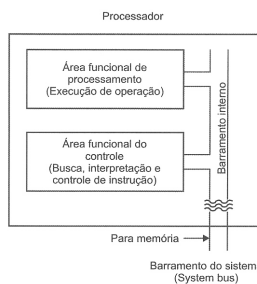 Processador
Área funcional de
processamento
(Execução de operação)
Área funcional do
controle
(Busca, interpretação e
controle de instrução)
Barramento interno
Para memória
Barramento do sistema
(System bus)